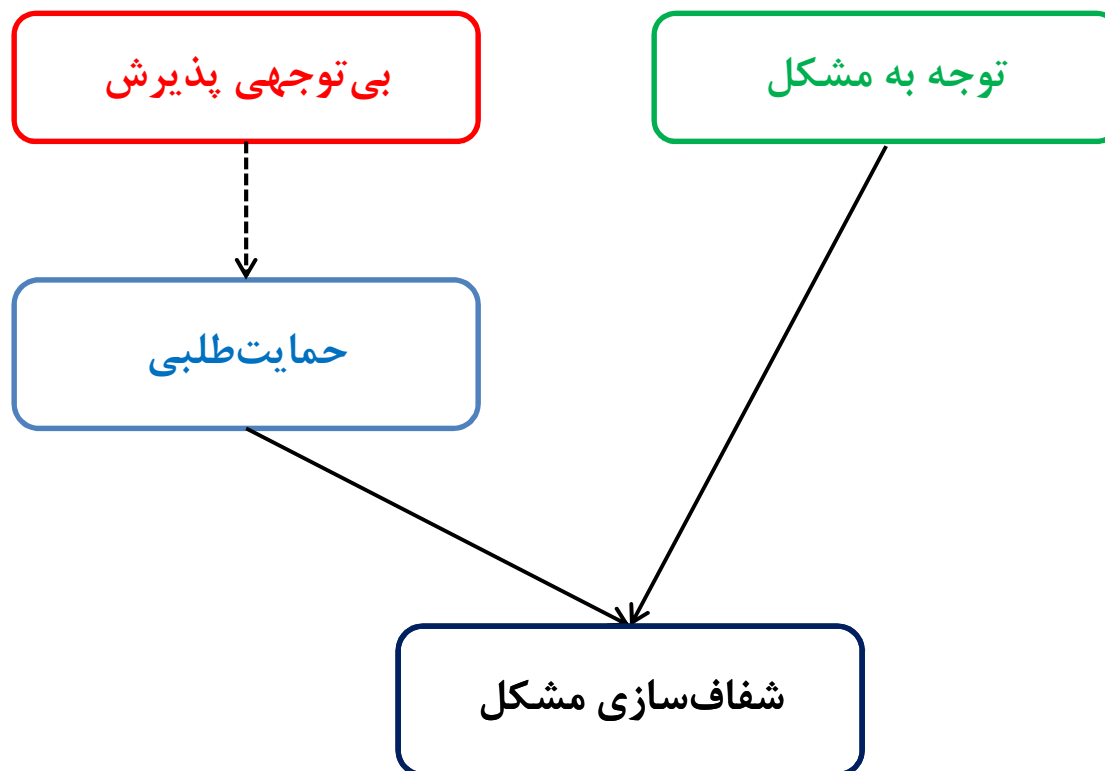 توجه به مشکل
بی‌توجهی پذیرش
حمایت‌طلبی
شفاف‌سازی مشکل